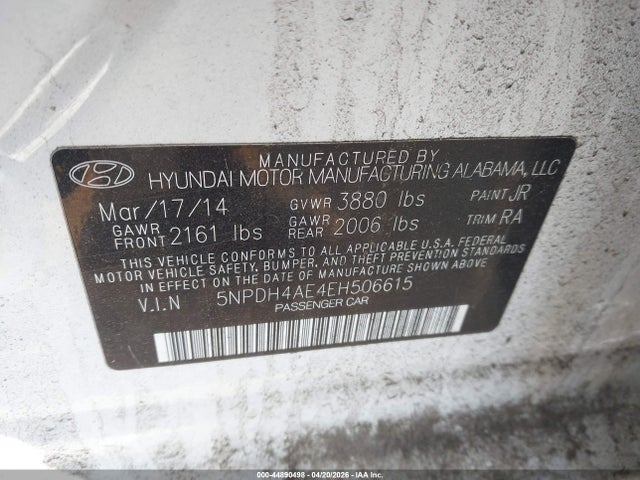 MANUFACTURED BY
HYUNDAI MOTOR MANUFACTURING ALABAMA, LLC
Mar/17/14 GVWR 3880 lbs PAINT JR
GAWR FRONT 2161 lbs GAWR REAR 2006 lbs TRIM RA
THIS VEHICLE CONFORMS TO ALL APPLICABLE U.S.A. FEDERAL
MOTOR VEHICLE SAFETY, BUMPER, AND THEFT PREVENTION STANDARDS
IN EFFECT ON THE DATE OF MANUFACTURE SHOWN ABOVE.
V.I.N 5NPDH4AE4EH506615
PASSENGER CAR
000-44890498 - 04/20/2026 - IAA Inc.